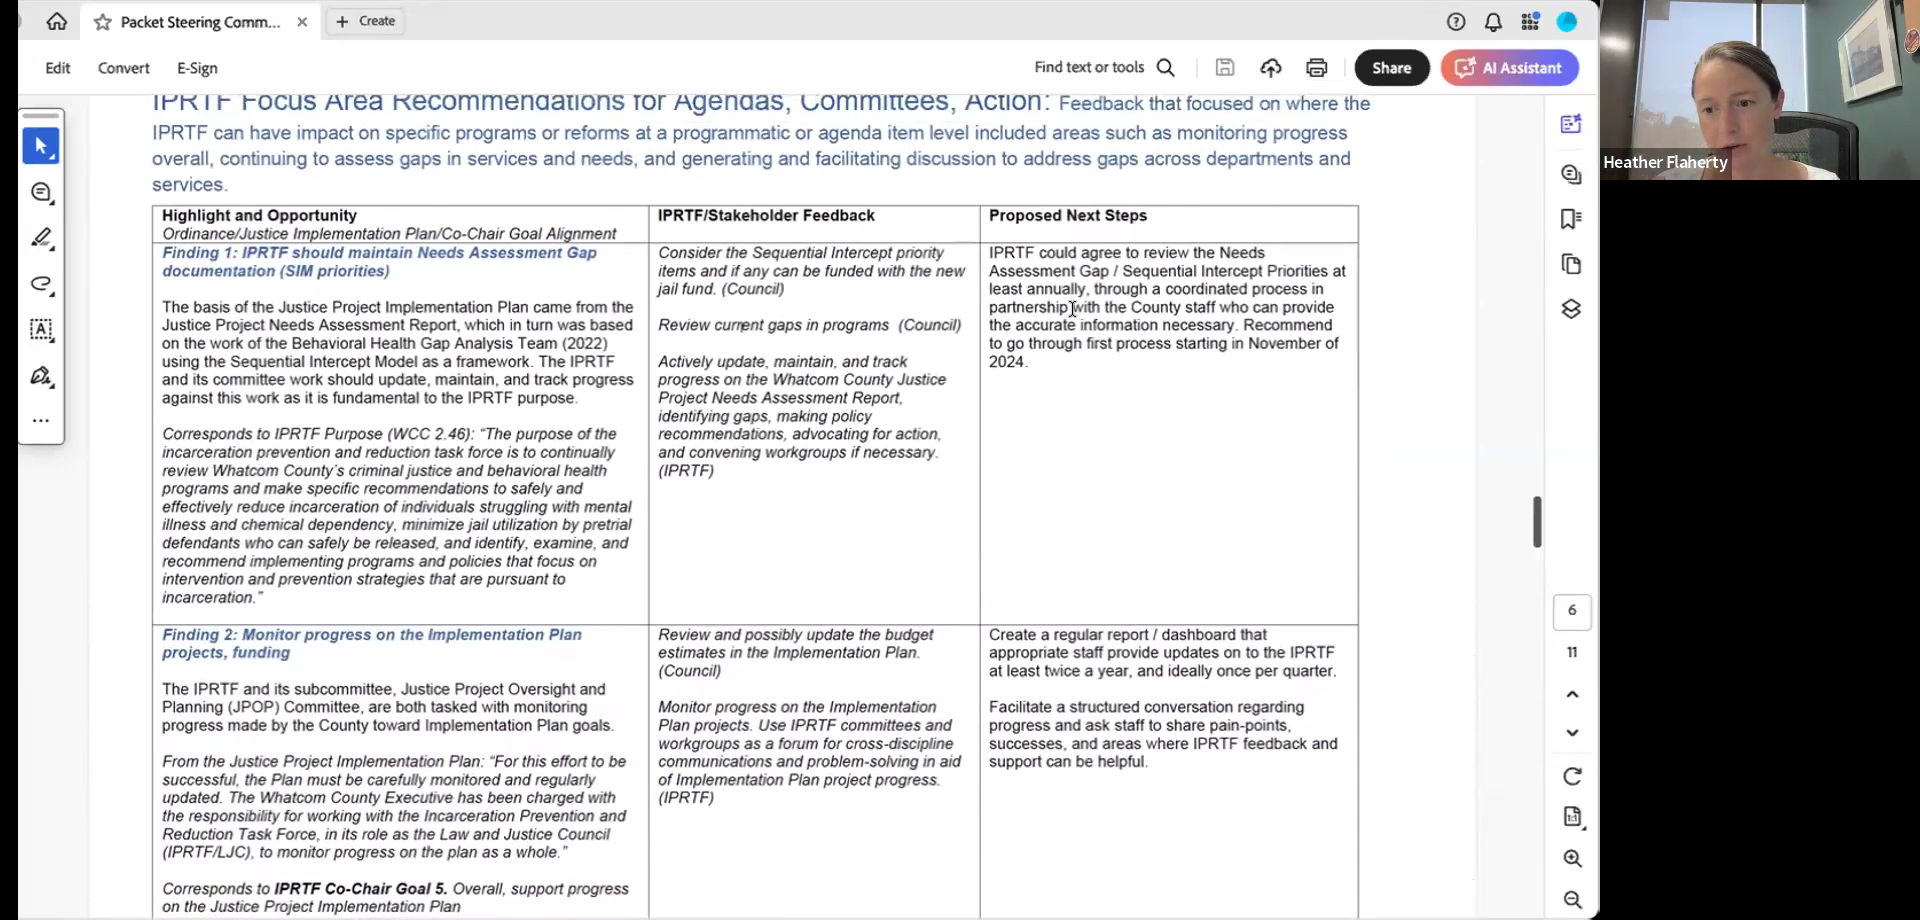 Packet Steering Comm...
Create
Edit
Convert
E-Sign
Find text or tools
Share
AI Assistant
Heather Flaherty
IPRTF Focus Area Recommendations for Agendas, Committees, Action: Feedback that focused on where the
IPRTF can have impact on specific programs or reforms at a programmatic or agenda item level included areas such as monitoring progress
overall, continuing to assess gaps in services and needs, and generating and facilitating discussion to address gaps across departments and
services.
Highlight and Opportunity
Ordinance/Justice Implementation Plan/Co-Chair Goal Alignment
IPRTF/Stakeholder Feedback
Proposed Next Steps
Finding 1: IPRTF should maintain Needs Assessment Gap
documentation (SIM priorities)
The basis of the Justice Project Implementation Plan came from the
Justice Project Needs Assessment Report, which in turn was based
on the work of the Behavioral Health Gap Analysis Team (2022)
using the Sequential Intercept Model as a framework. The IPRTF
and its committee work should update, maintain, and track progress
against this work as it is fundamental to the IPRTF purpose.
Corresponds to IPRTF Purpose (WCC 2.46): “The purpose of the
incarceration prevention and reduction task force is to continually
review Whatcom County’s criminal justice and behavioral health
programs and make specific recommendations to safely and
effectively reduce incarceration of individuals struggling with mental
illness and chemical dependency, minimize jail utilization by pretrial
defendants who can safely be released, and identify, examine, and
recommend implementing programs and policies that focus on
intervention and prevention strategies that are pursuant to
incarceration.”
Consider the Sequential Intercept priority
items and if any can be funded with the new
jail fund. (Council)
Review current gaps in programs (Council)
Actively update, maintain, and track
progress on the Whatcom County Justice
Project Needs Assessment Report,
identifying gaps, making policy
recommendations, advocating for action,
and convening workgroups if necessary.
(IPRTF)
IPRTF could agree to review the Needs
Assessment Gap / Sequential Intercept Priorities at
least annually, through a coordinated process in
partnership with the County staff who can provide
the accurate information necessary. Recommend
to go through first process starting in November of
2024.
Finding 2: Monitor progress on the Implementation Plan
projects, funding
The IPRTF and its subcommittee, Justice Project Oversight and
Planning (JPOP) Committee, are both tasked with monitoring
progress made by the County toward Implementation Plan goals.
From the Justice Project Implementation Plan: “For this effort to be
successful, the Plan must be carefully monitored and regularly
updated. The Whatcom County Executive has been charged with
the responsibility for working with the Incarceration Prevention and
Reduction Task Force, in its role as the Law and Justice Council
(IPRTF/LJC), to monitor progress on the plan as a whole.”
Corresponds to IPRTF Co-Chair Goal 5. Overall, support progress
on the Justice Project Implementation Plan
Review and possibly update the budget
estimates in the Implementation Plan.
(Council)
Monitor progress on the Implementation
Plan projects. Use IPRTF committees and
workgroups as a forum for cross-discipline
communications and problem-solving in aid
of Implementation Plan project progress.
(IPRTF)
Create a regular report / dashboard that
appropriate staff provide updates on to the IPRTF
at least twice a year, and ideally once per quarter.
Facilitate a structured conversation regarding
progress and ask staff to share pain-points,
successes, and areas where IPRTF feedback and
support can be helpful.
6
11